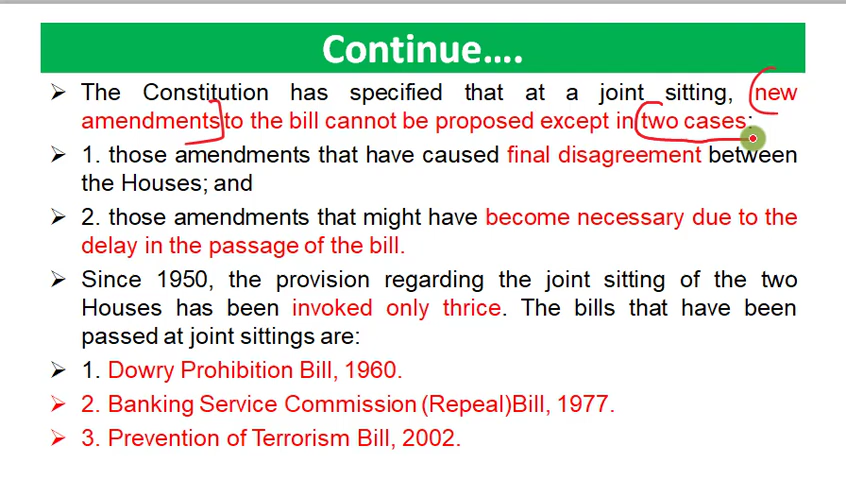 Continue….
➢ The Constitution has specified that at a joint sitting, new
amendments to the bill cannot be proposed except in two cases:
➢ 1. those amendments that have caused final disagreement between
the Houses; and
➢ 2. those amendments that might have become necessary due to the
delay in the passage of the bill.
➢ Since 1950, the provision regarding the joint sitting of the two
Houses has been invoked only thrice. The bills that have been
passed at joint sittings are:
➢ 1. Dowry Prohibition Bill, 1960.
➢ 2. Banking Service Commission (Repeal)Bill, 1977.
➢ 3. Prevention of Terrorism Bill, 2002.